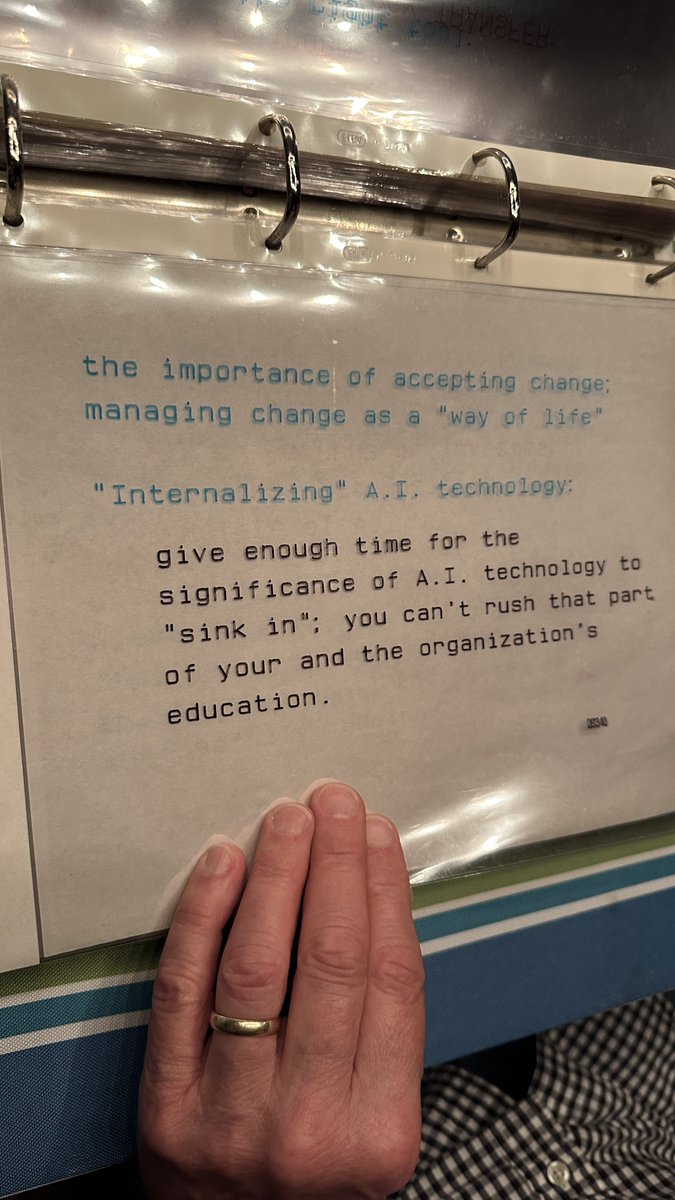 TRANSFER.
the importance of accepting change;
managing change as a "way of life"
"Internalizing" A.I. technology:
give enough time for the
significance of A.I. technology to
"sink in"; you can't rush that part
of your and the organization's
education.